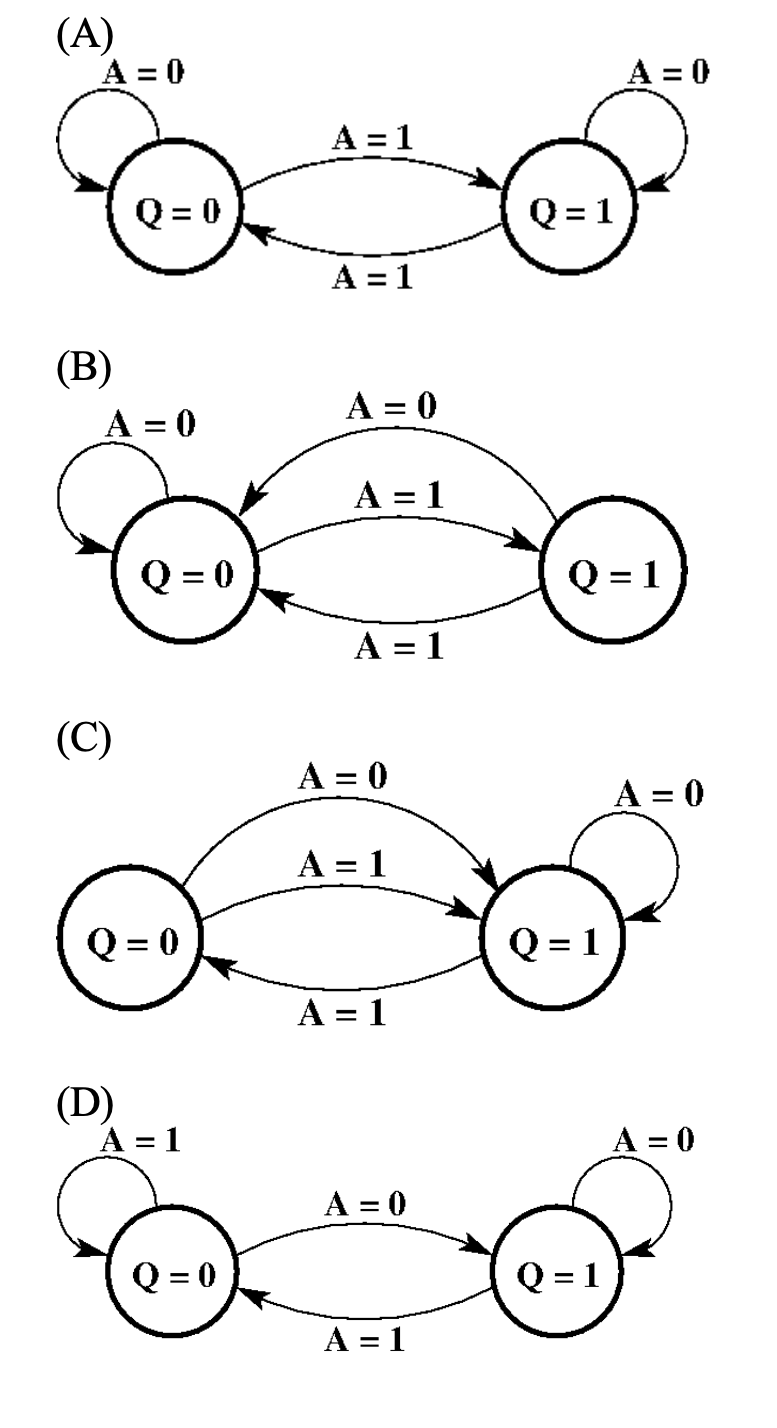 (A)
A = 0
A = 0
A = 1
Q = 0
Q = 1
A = 1
(B)
A = 0
A = 0
A = 1
Q = 0
Q = 1
A = 1
(C)
A = 0
A = 0
A = 1
Q = 0
Q = 1
A = 1
(D)
A = 1
A = 0
A = 0
Q = 0
Q = 1
A = 1